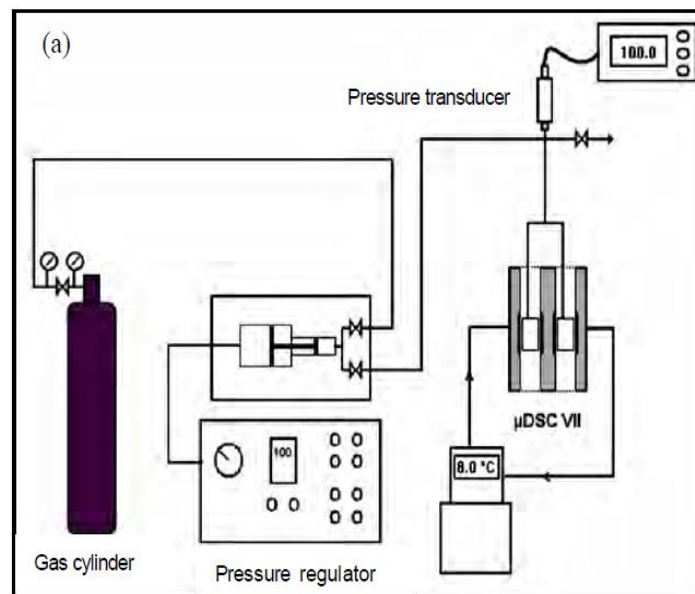 (a)
100.0
Pressure transducer
µDSC VII
100
8.0 °C
Gas cylinder
Pressure regulator